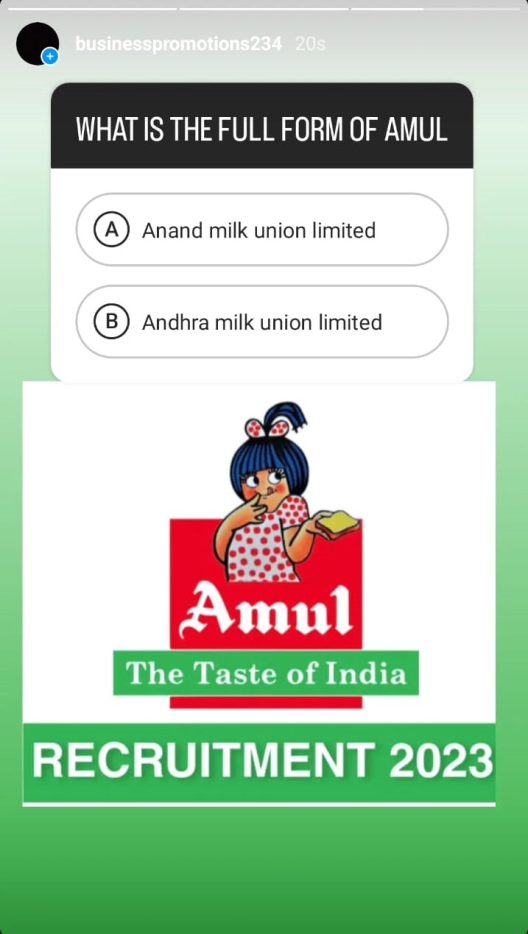 businesspromotions234 20s
WHAT IS THE FULL FORM OF AMUL
A Anand milk union limited
B Andhra milk union limited
Amul
The Taste of India
RECRUITMENT 2023